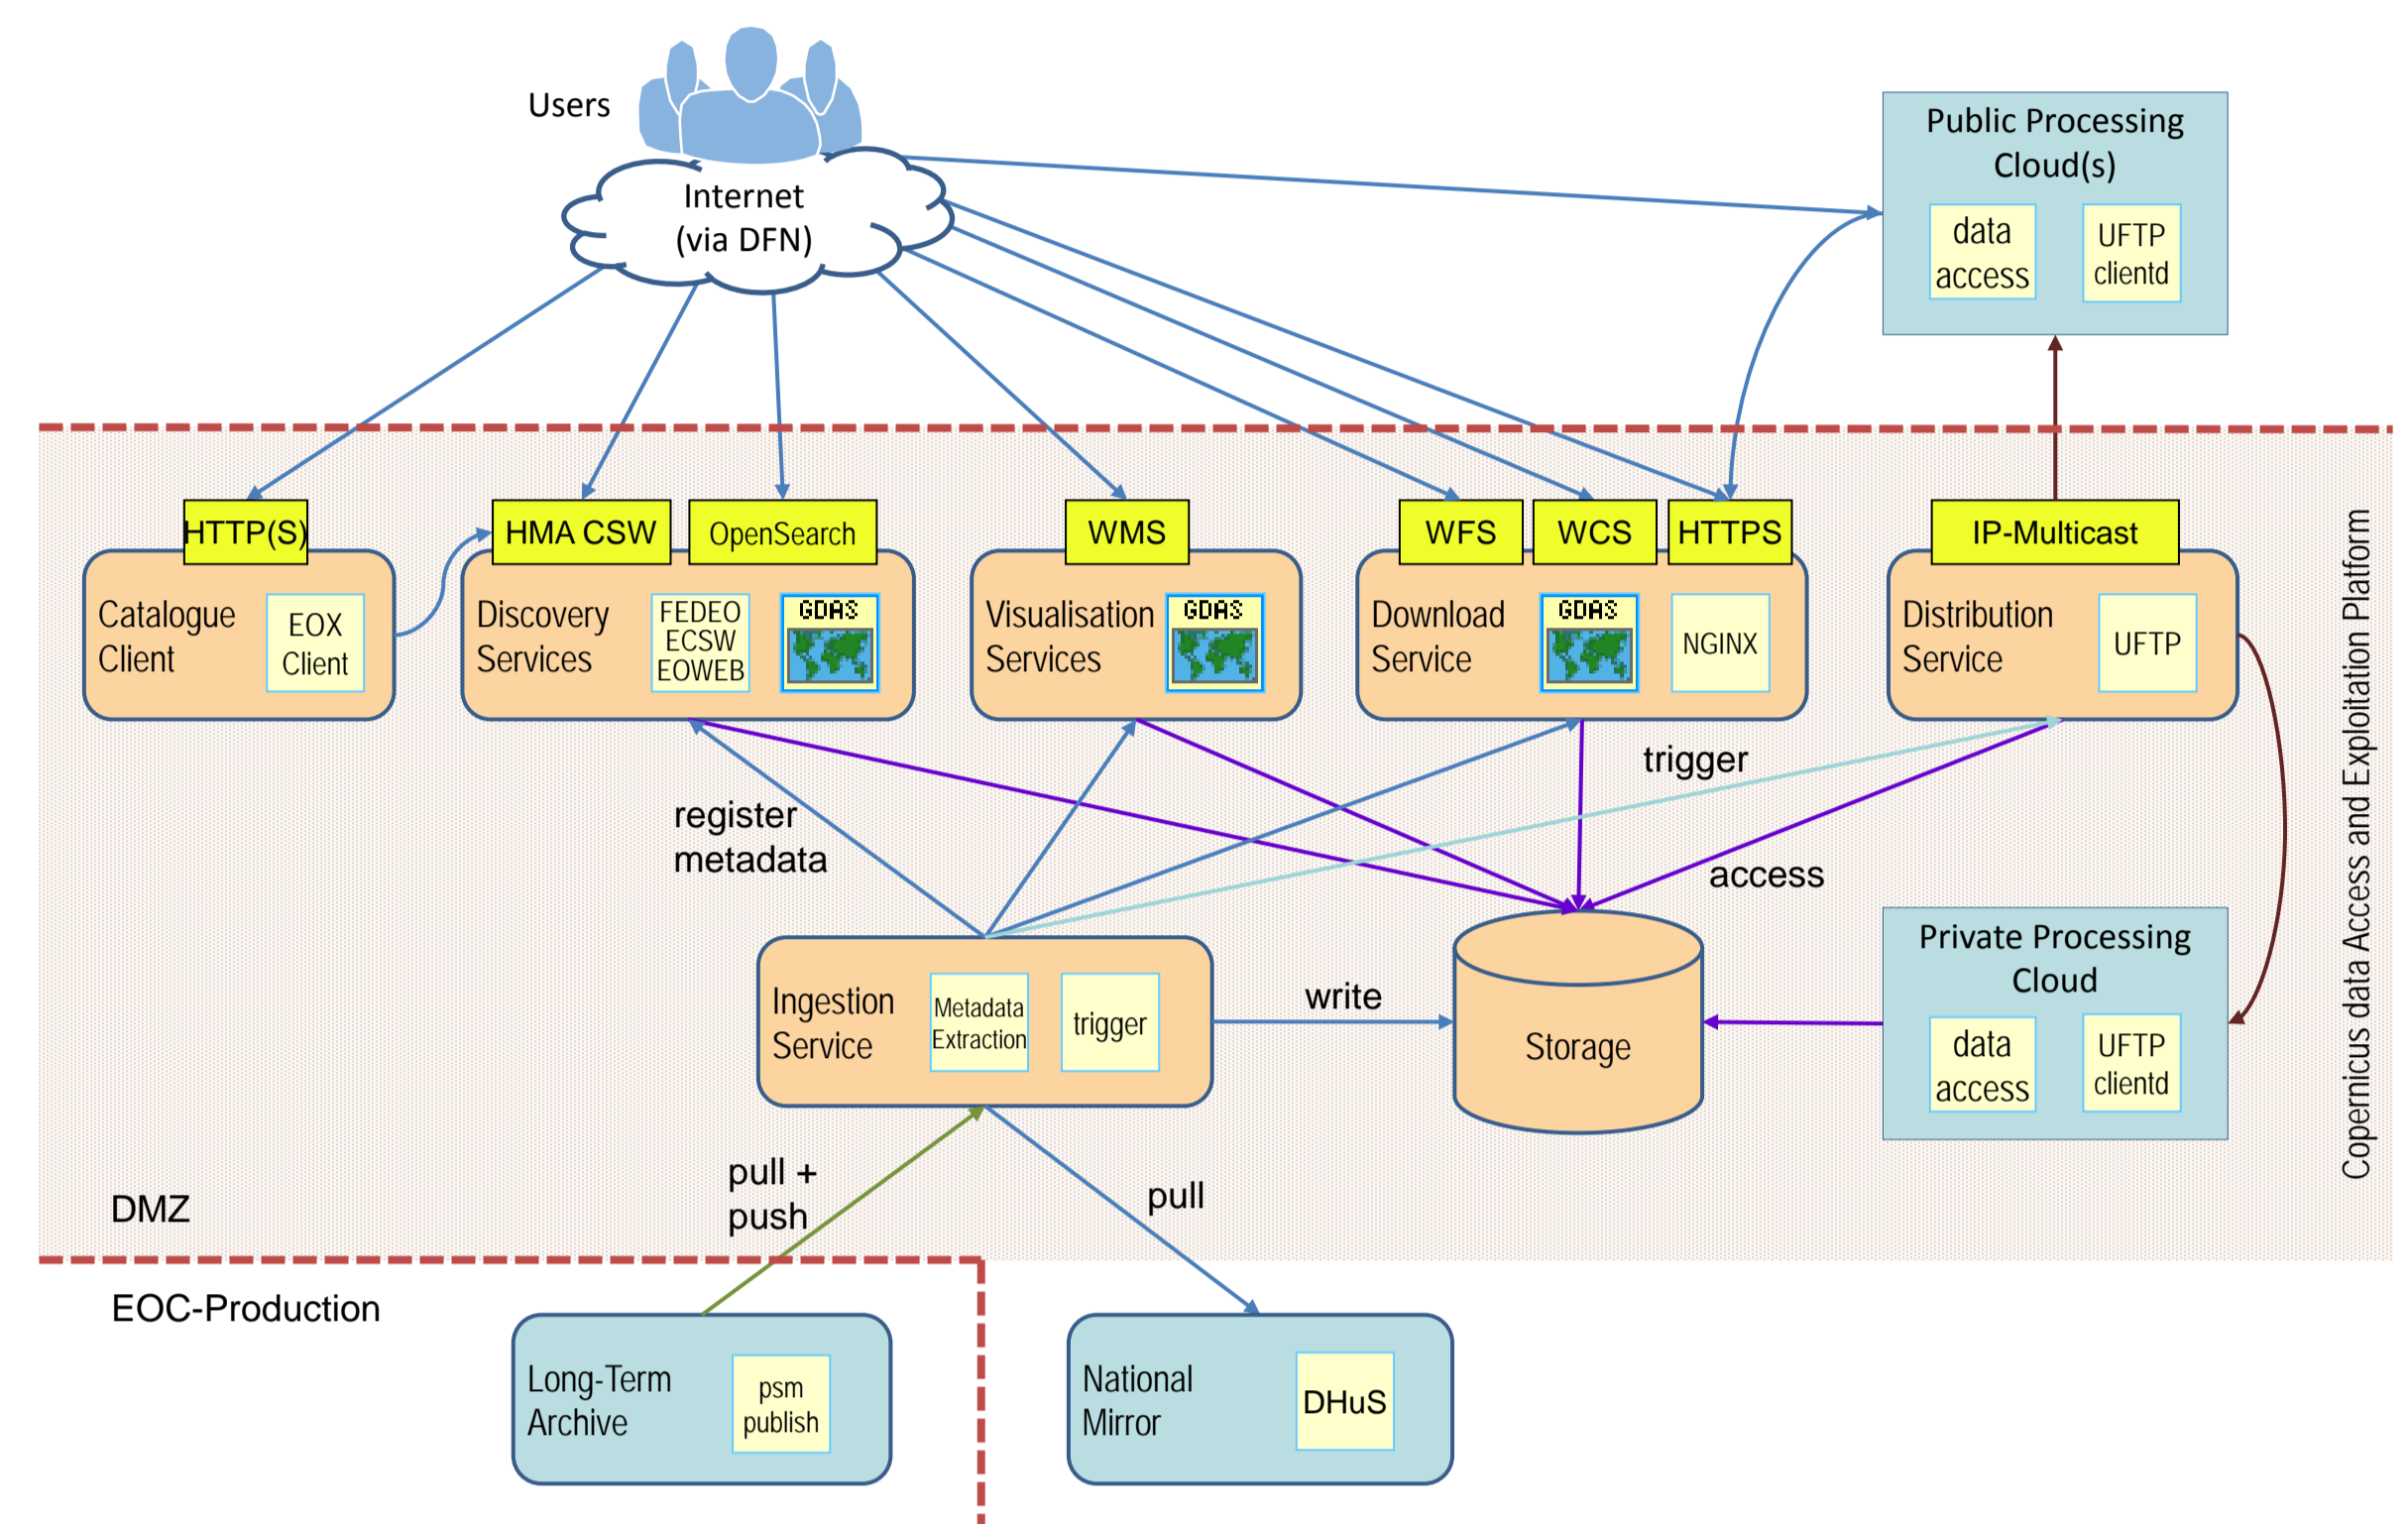 Users
Internet
(via DFN)
Public Processing
Cloud(s)
data
access
UFTP
clientd
HTTP(S)
HMA CSW
OpenSearch
WMS
WFS
WCS
HTTPS
IP-Multicast
Catalogue
Client
EOX
Client
Discovery
Services
FEDEO
ECSW
EOWEB
GDAS
Visualisation
Services
GDAS
Download
Service
GDAS
NGINX
Distribution
Service
UFTP
Copernicus data Access and Exploitation Platform
trigger
register
metadata
access
Ingestion
Service
Metadata
Extraction
trigger
write
Storage
Private Processing
Cloud
data
access
UFTP
clientd
pull +
push
pull
DMZ
EOC-Production
Long-Term
Archive
psm
publish
National
Mirror
DHuS